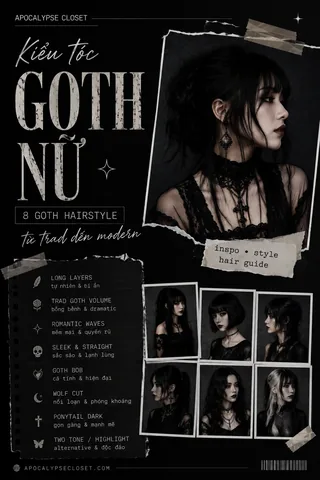 APOCALYPSE CLOSET
Kiểu tóc
GOTH
NỮ
8 GOTH HAIRSTYLE
từ trad đến modern
inspo • style
hair guide
LONG LAYERS
tự nhiên & bí ẩn
TRAD GOTH VOLUME
bồng bềnh & dramatic
ROMANTIC WAVES
mềm mại & quyến rũ
SLEEK & STRAIGHT
sắc sảo & lạnh lùng
GOTH BOB
cá tính & hiện đại
WOLF CUT
nổi loạn & phóng khoáng
PONYTAIL DARK
gọn gàng & mạnh mẽ
TWO TONE / HIGHLIGHT
alternative & độc đáo
APOCALYPSECLOSET.COM